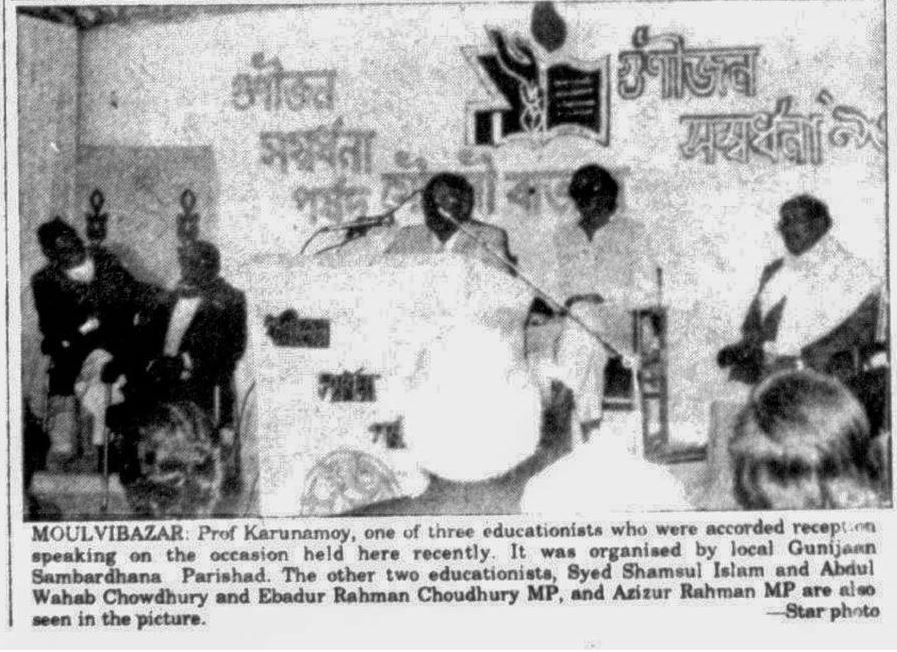 গুণীজন
সম্বর্ধনা
পর্ষদ
গুণীজন
সম্বর্ধনা
MOULVIBAZAR: Prof Karunamoy, one of three educationists who were accorded reception
speaking on the occasion held here recently. It was organised by local Gunijaan
Sambardhana Parishad. The other two educationists, Syed Shamsul Islam and Abdul
Wahab Chowdhury and Ebadur Rahman Choudhury MP, and Azizur Rahman MP are also
seen in the picture. —Star photo